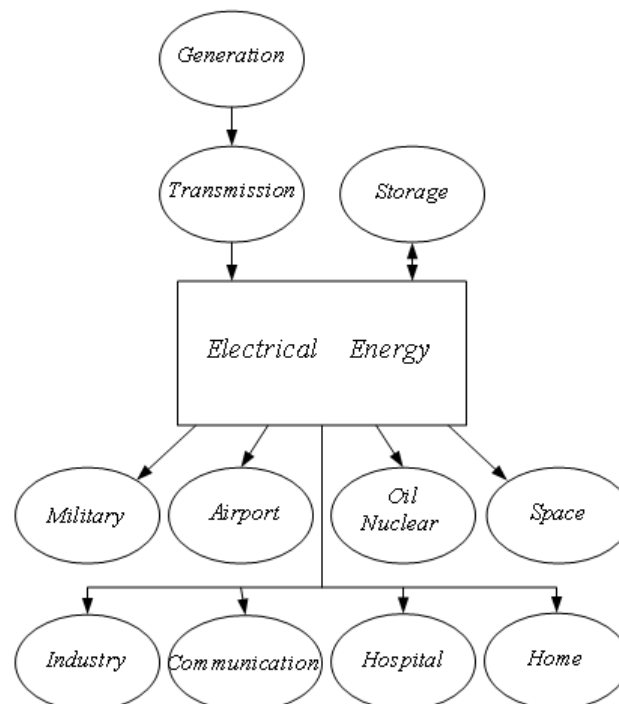 Generation
Transmission
Storage
Electrical Energy
Military
Airport
Oil
Nuclear
Space
Industry
Communication
Hospital
Home